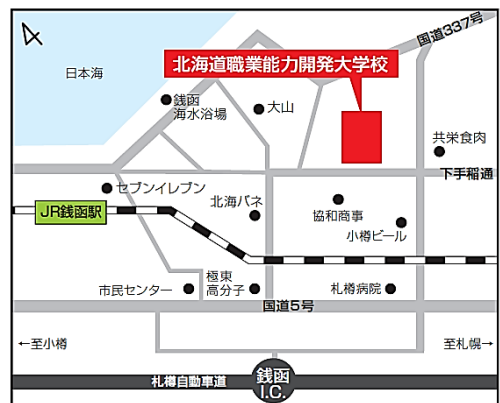 国道337号
北海道職業能力開発大学校
日本海
銭函
海水浴場
大山
共栄食肉
下手稲通
セブンイレブン
JR銭函駅
北海バネ
協和商事
小樽ビール
市民センター
極東
高分子
札樽病院
国道5号
←至小樽
至札幌→
札樽自動車道
銭函
I.C.